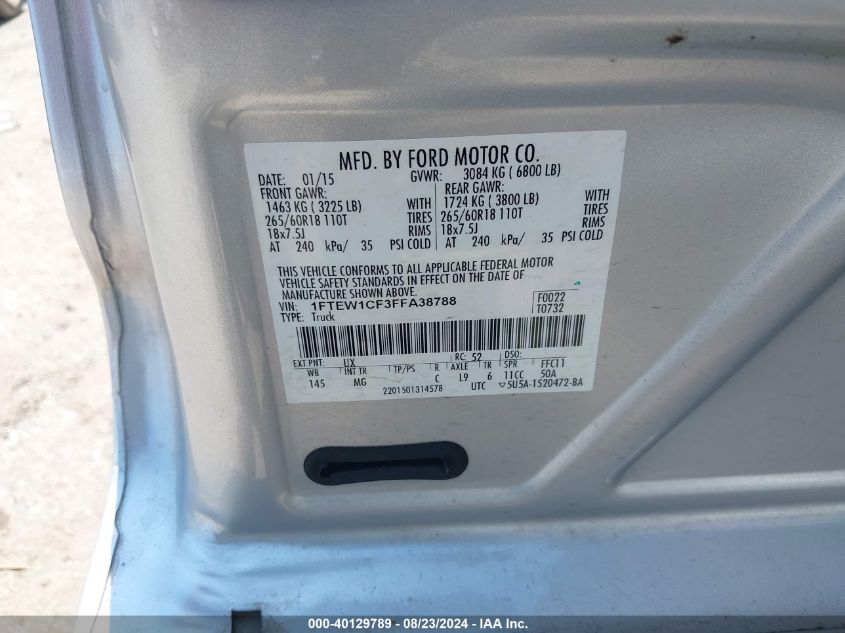 MFD. BY FORD MOTOR CO.
DATE: 01/15 GVWR: 3084 KG ( 6800 LB)
FRONT GAWR: REAR GAWR:
1463 KG ( 3225 LB) WITH 1724 KG ( 3800 LB) WITH
265/60R18 110T TIRES 265/60R18 110T TIRES
18x7.5J RIMS 18x7.5J RIMS
AT 240 kPa/ 35 PSI COLD AT 240 kPa/ 35 PSI COLD
THIS VEHICLE CONFORMS TO ALL APPLICABLE FEDERAL MOTOR
VEHICLE SAFETY STANDARDS IN EFFECT ON THE DATE OF
MANUFACTURE SHOWN ABOVE.
VIN: 1FTEW1CF3FFA38788 F0022
TYPE: Truck T0732
EXT PNT: UX RC: 52 DSO:
WB INT TR TP/PS R AXLE TR SPR FFC11
145 MG C L9 6 11CC 50A
2201501314578 UTC ▽5U5A-1520472-BA
000-40129789 - 08/23/2024 - IAA Inc.